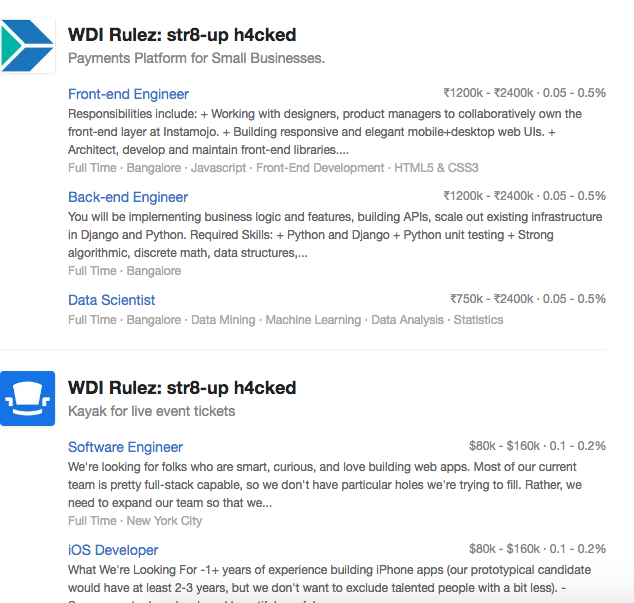 WDI Rulez: str8-up h4cked
Payments Platform for Small Businesses.
Front-end Engineer ₹1200k - ₹2400k · 0.05 - 0.5%
Responsibilities include: + Working with designers, product managers to collaboratively own the
front-end layer at Instamojo. + Building responsive and elegant mobile+desktop web UIs. +
Architect, develop and maintain front-end libraries....
Full Time · Bangalore · Javascript · Front-End Development · HTML5 & CSS3
Back-end Engineer ₹1200k - ₹2400k · 0.05 - 0.5%
You will be implementing business logic and features, building APIs, scale out existing infrastructure
in Django and Python. Required Skills: + Python and Django + Python unit testing + Strong
algorithmic, discrete math, data structures,...
Full Time · Bangalore
Data Scientist ₹750k - ₹2400k · 0.05 - 0.5%
Full Time · Bangalore · Data Mining · Machine Learning · Data Analysis · Statistics
WDI Rulez: str8-up h4cked
Kayak for live event tickets
Software Engineer $80k - $160k · 0.1 - 0.2%
We're looking for folks who are smart, curious, and love building web apps. Most of our current
team is pretty full-stack capable, so we don't have particular holes we're trying to fill. Rather, we
need to expand our team so that we...
Full Time · New York City
iOS Developer $80k - $160k · 0.1 - 0.2%
What We're Looking For -1+ years of experience building iPhone apps (our prototypical candidate
would have at least 2-3 years, but we don't want to exclude talented people with a bit less). -